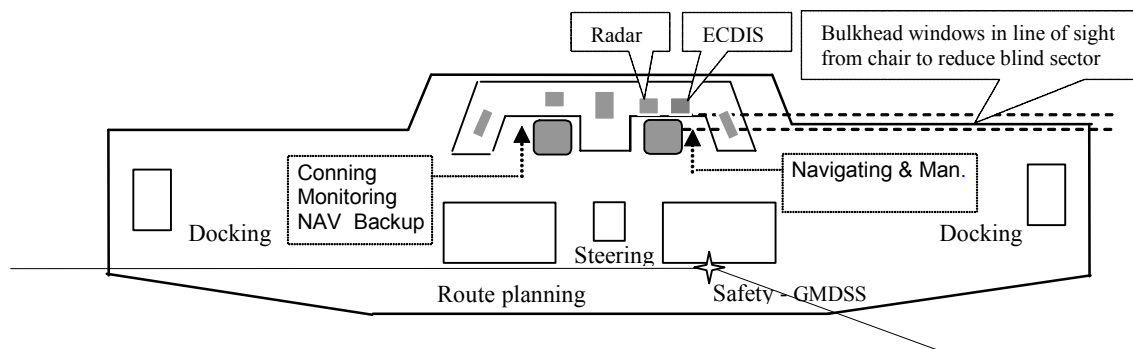 Radar
ECDIS
Bulkhead windows in line of sight
from chair to reduce blind sector
Conning
Monitoring
NAV Backup
Navigating & Man.
Docking
Steering
Docking
Route planning
Safety - GMDSS